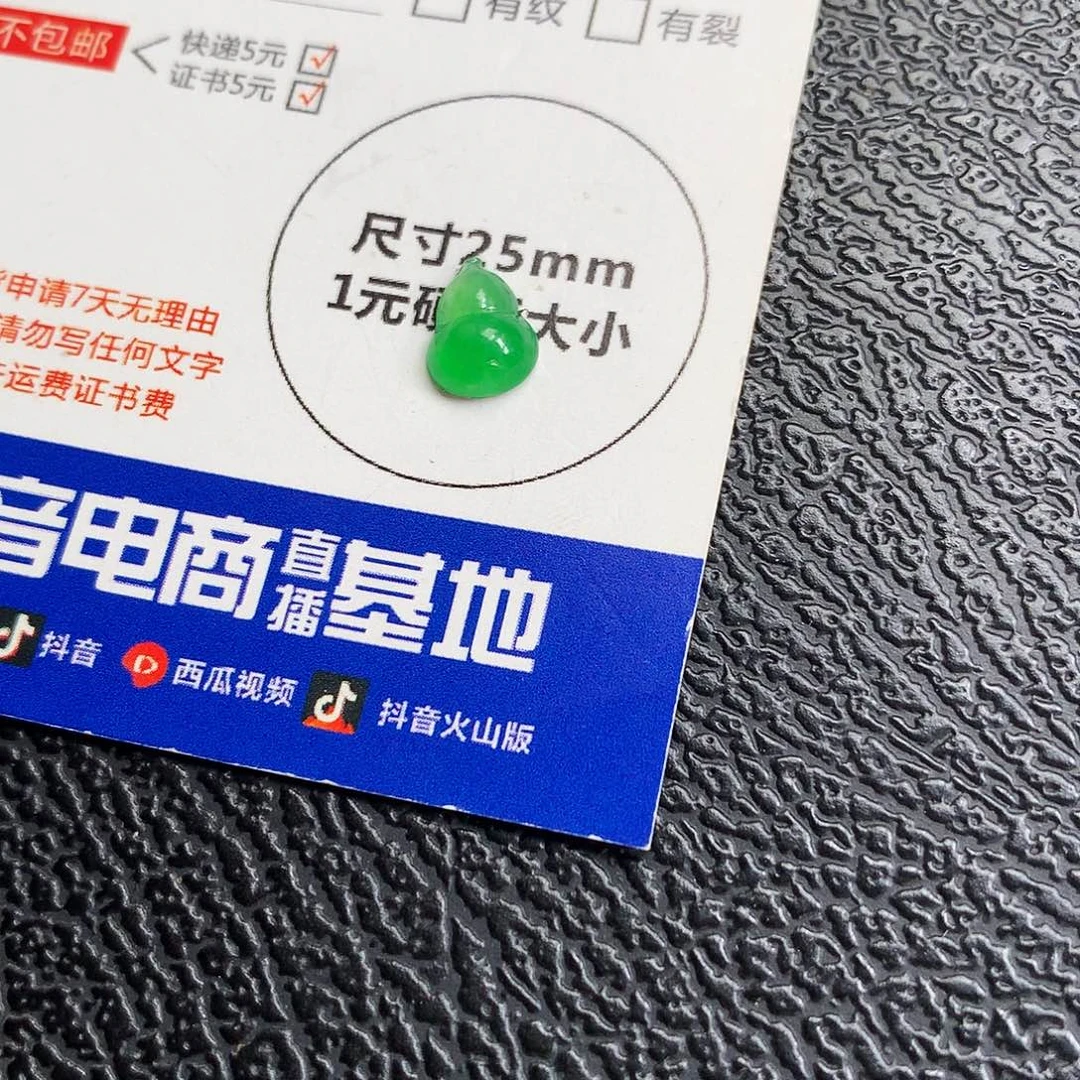 有纹 有裂
不包邮
快递5元
证书5元
尺寸25mm
1元硬 大小
申请7天无理由
请勿写任何文字
运费证书费
音电商直播基地
抖音 西瓜视频 抖音火山版